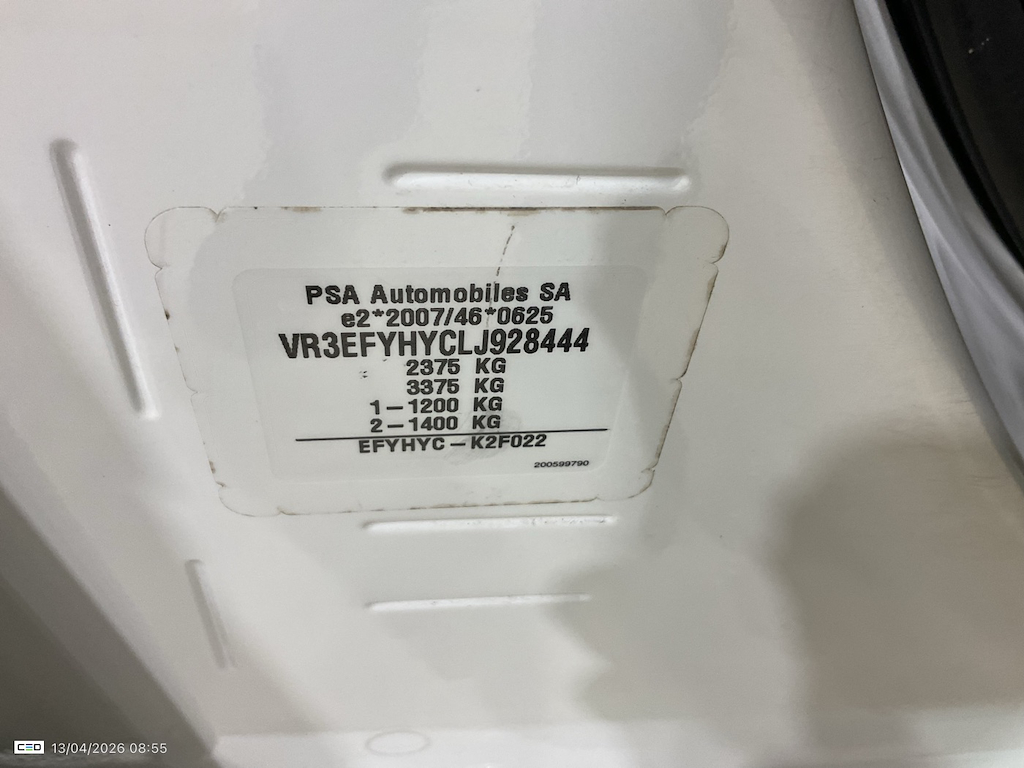 PSA Automobiles SA
e2*2007/46*0625
VR3EFYHYCLJ928444
2375 KG
3375 KG
1-1200 KG
2-1400 KG
EFYHYC-K2F022
200599790
CEO 13/04/2026 08:55